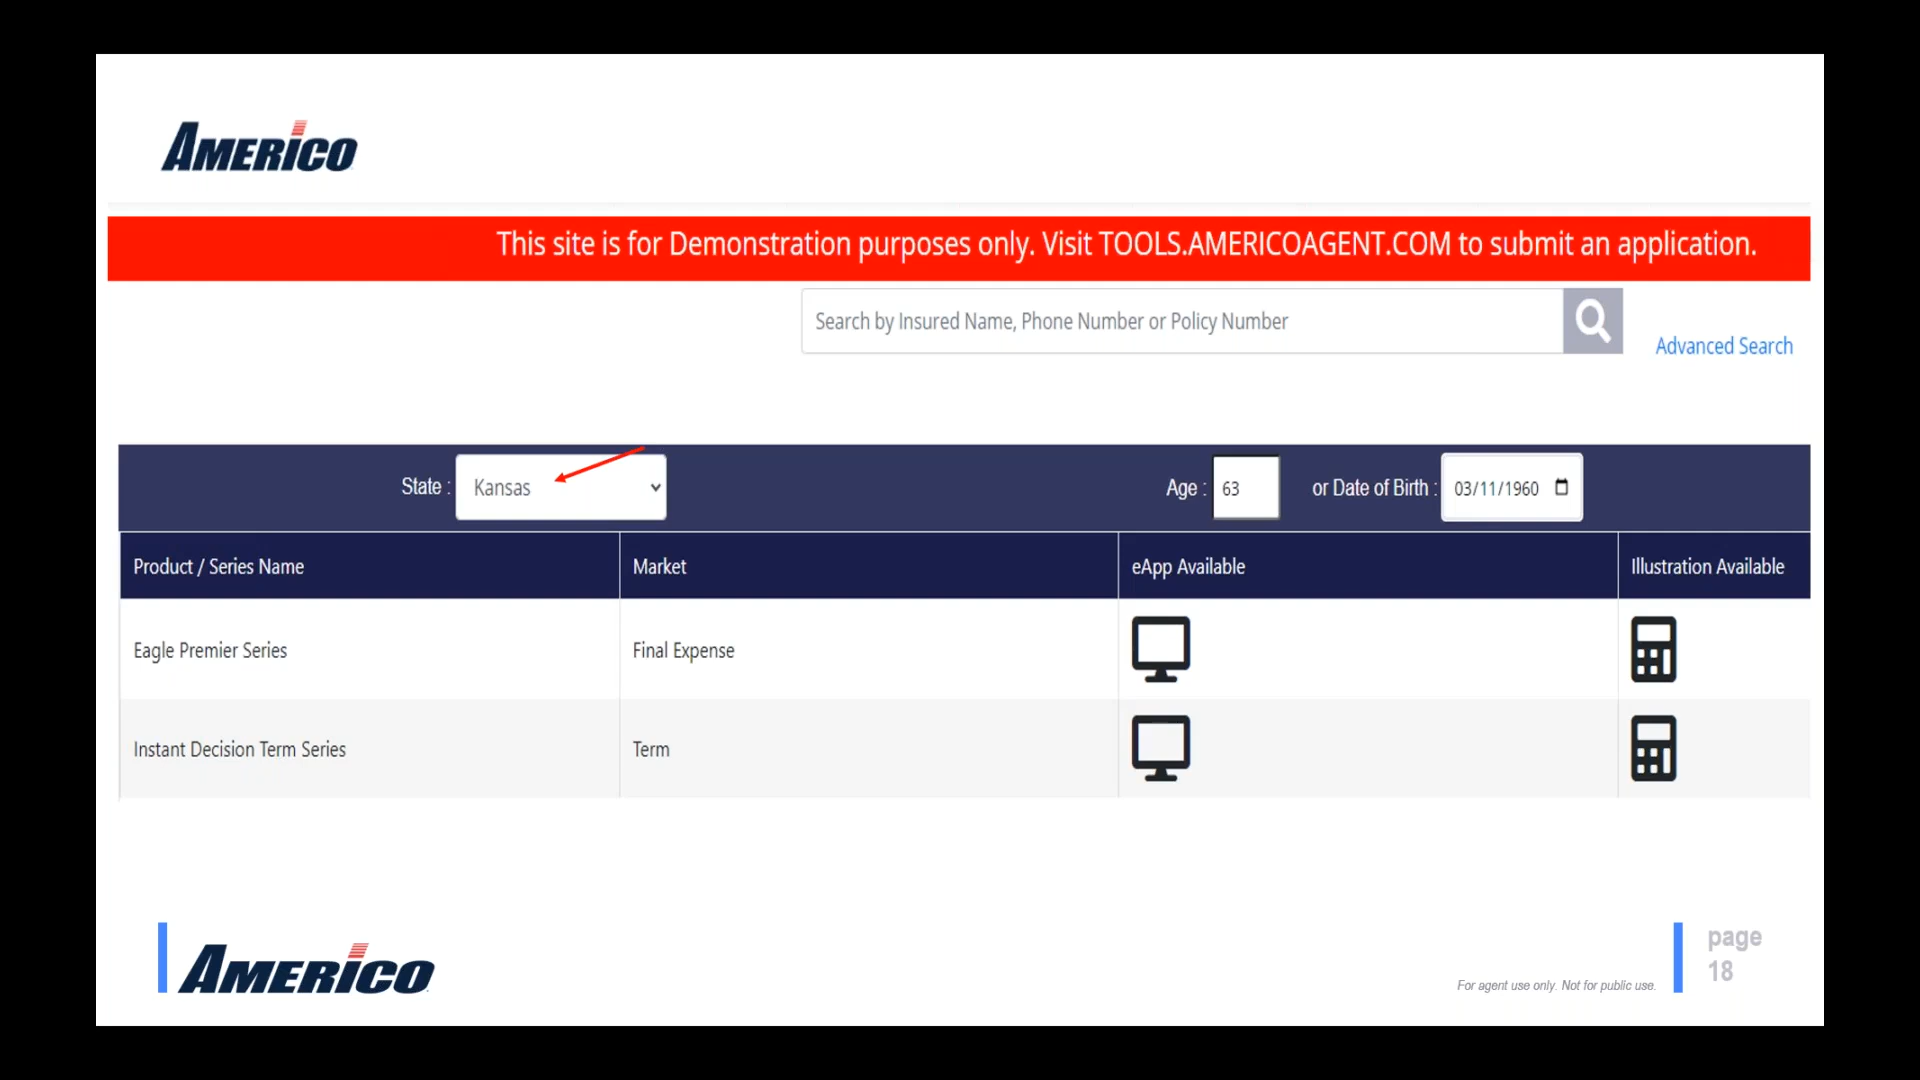 AMERICO
This site is for Demonstration purposes only. Visit TOOLS.AMERICOAGENT.COM to submit an application.
Search by Insured Name, Phone Number or Policy Number
Advanced Search
State : Kansas Age : 63 or Date of Birth : 03/11/1960
Product / Series Name Market eApp Available Illustration Available
Eagle Premier Series Final Expense
Instant Decision Term Series Term
AMERICO
For agent use only. Not for public use.
page
18